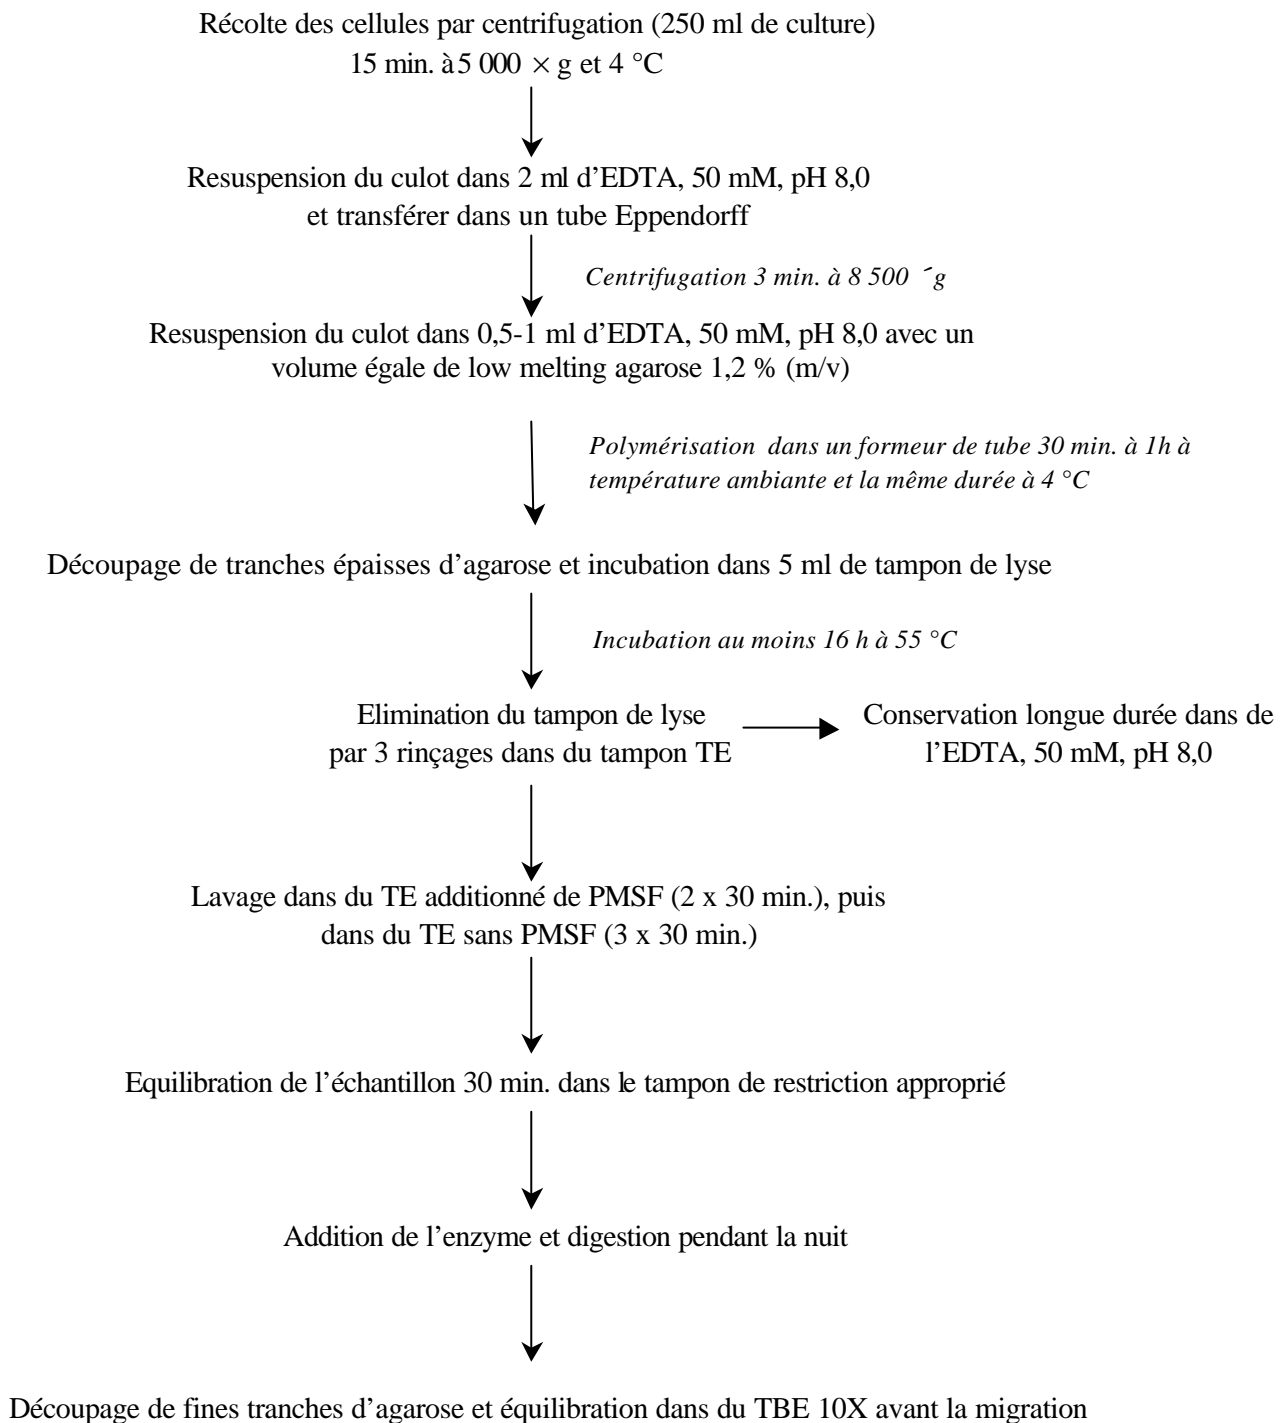 Récolte des cellules par centrifugation (250 ml de culture)
15 min. à 5 000 × g et 4 °C
Resuspension du culot dans 2 ml d’EDTA, 50 mM, pH 8,0
et transférer dans un tube Eppendorff
Centrifugation 3 min. à 8 500 ´g
Resuspension du culot dans 0,5-1 ml d’EDTA, 50 mM, pH 8,0 avec un
volume égale de low melting agarose 1,2 % (m/v)
Polymérisation dans un formeur de tube 30 min. à 1h à
température ambiante et la même durée à 4 °C
Découpage de tranches épaisses d’agarose et incubation dans 5 ml de tampon de lyse
Incubation au moins 16 h à 55 °C
Elimination du tampon de lyse
par 3 rinçages dans du tampon TE
Conservation longue durée dans de
l’EDTA, 50 mM, pH 8,0
Lavage dans du TE additionné de PMSF (2 x 30 min.), puis
dans du TE sans PMSF (3 x 30 min.)
Equilibration de l’échantillon 30 min. dans le tampon de restriction approprié
Addition de l’enzyme et digestion pendant la nuit
Découpage de fines tranches d’agarose et équilibration dans du TBE 10X avant la migration